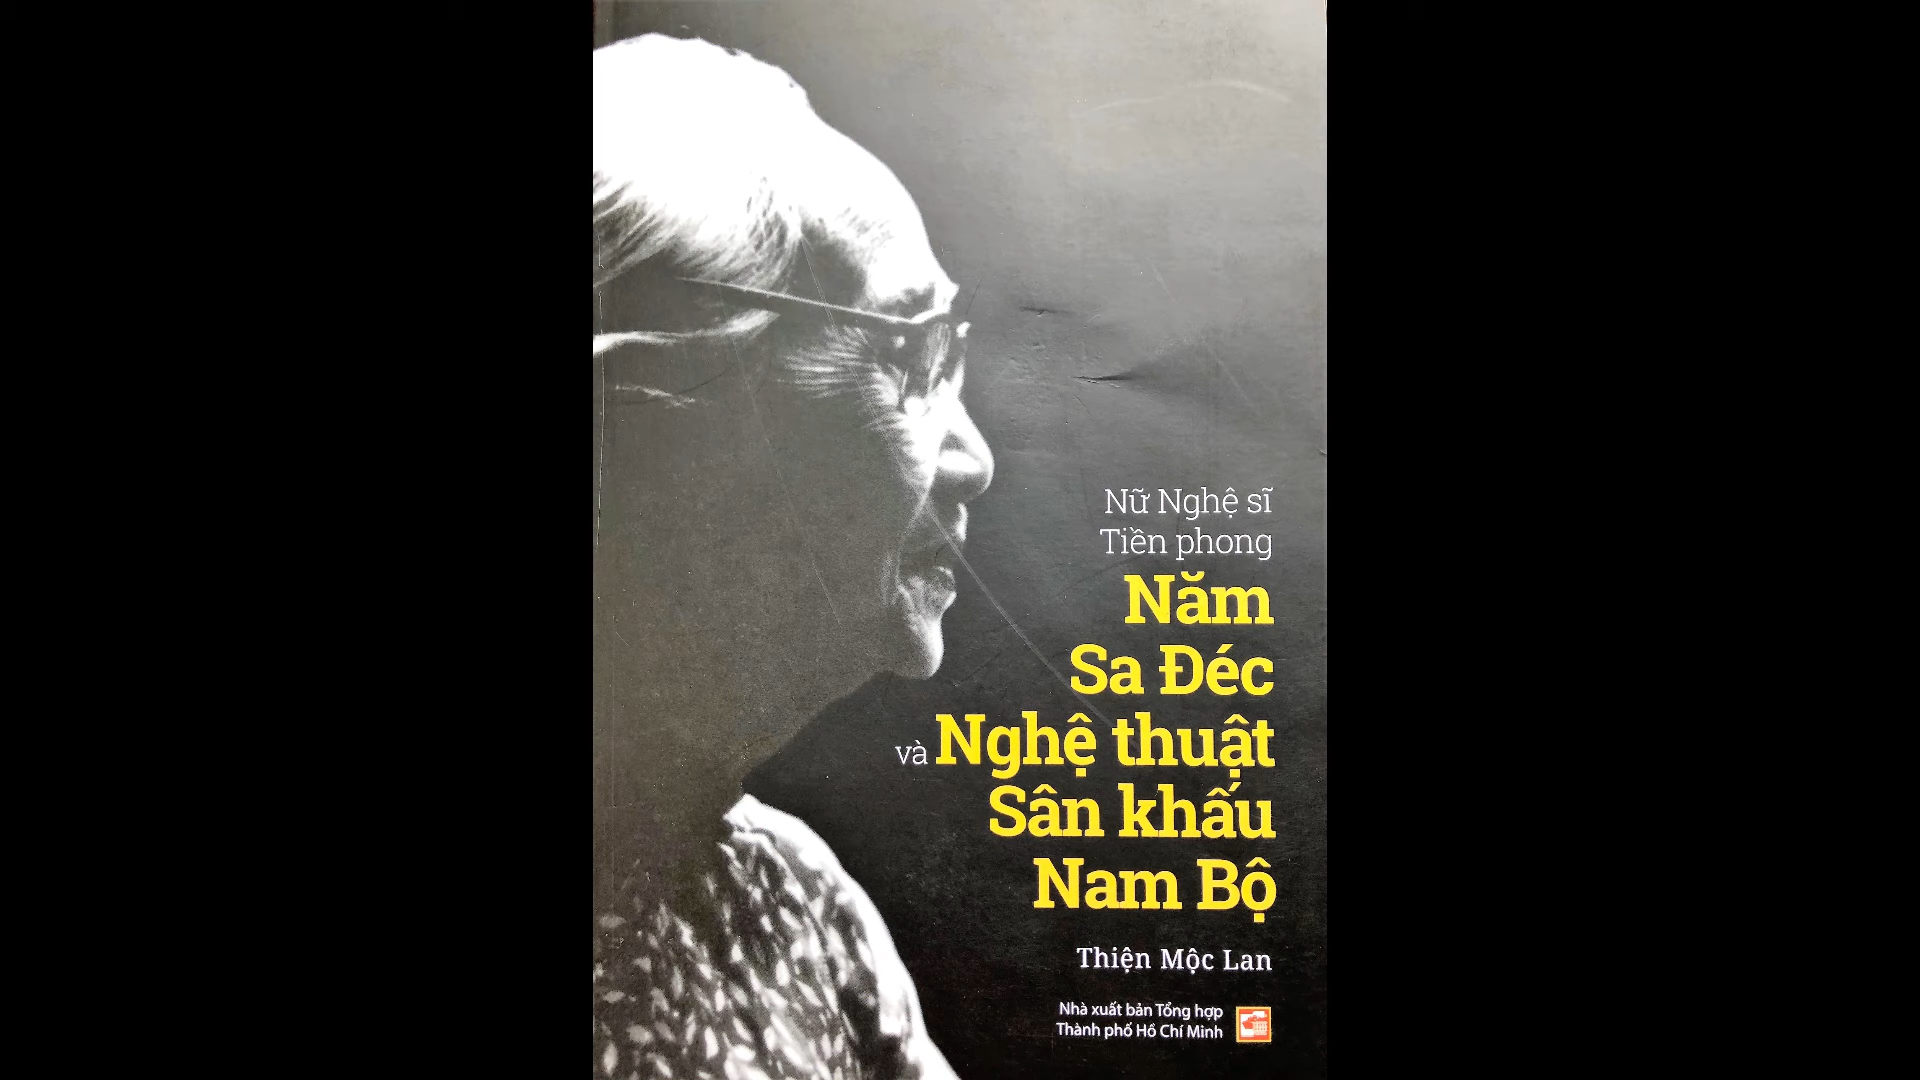 Nữ Nghệ sĩ
Tiền phong
Năm
Sa Đéc
và Nghệ thuật
Sân khấu
Nam Bộ
Thiện Mộc Lan
Nhà xuất bản Tổng hợp
Thành phố Hồ Chí Minh